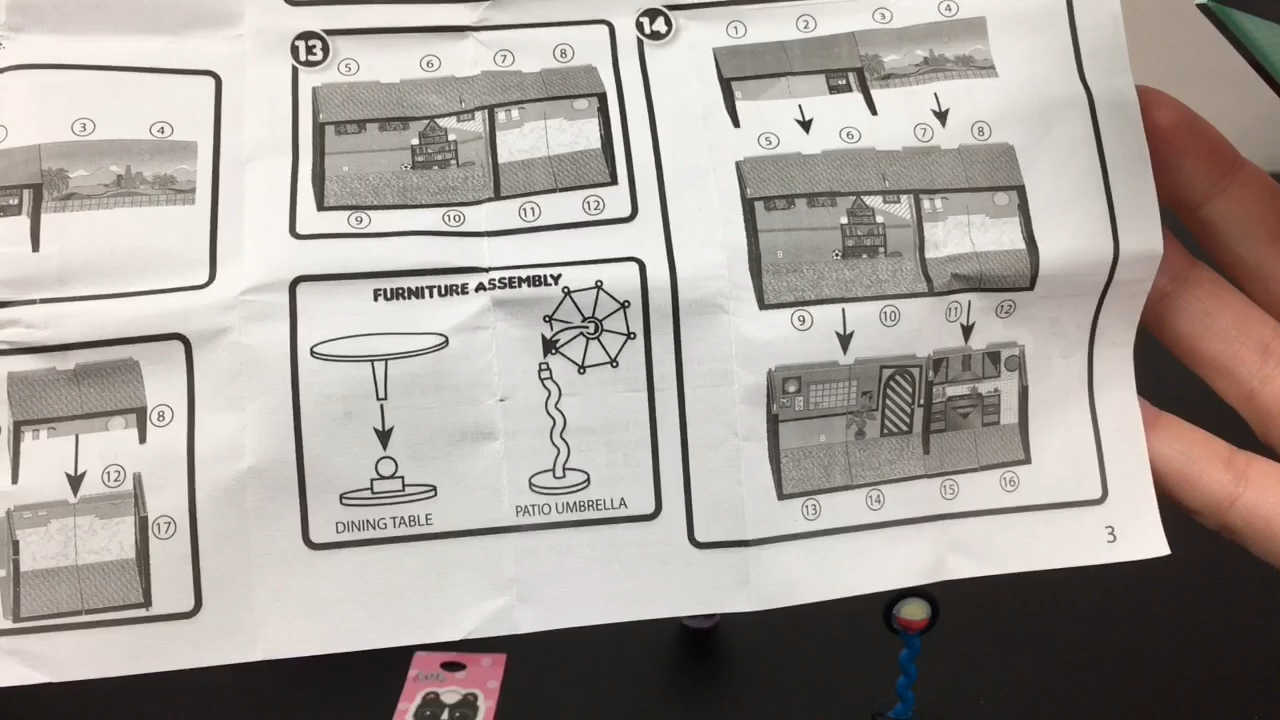 ③ ④
⑧
⑫
⑰
13
⑤ ⑥ ⑦ ⑧
⑨ ⑩ ⑪ ⑫
FURNITURE ASSEMBLY
DINING TABLE
PATIO UMBRELLA
14
① ② ③ ④
⑤ ⑥ ⑦ ⑧
⑨ ⑩ ⑪ ⑫
⑬ ⑭ ⑮ ⑯
3